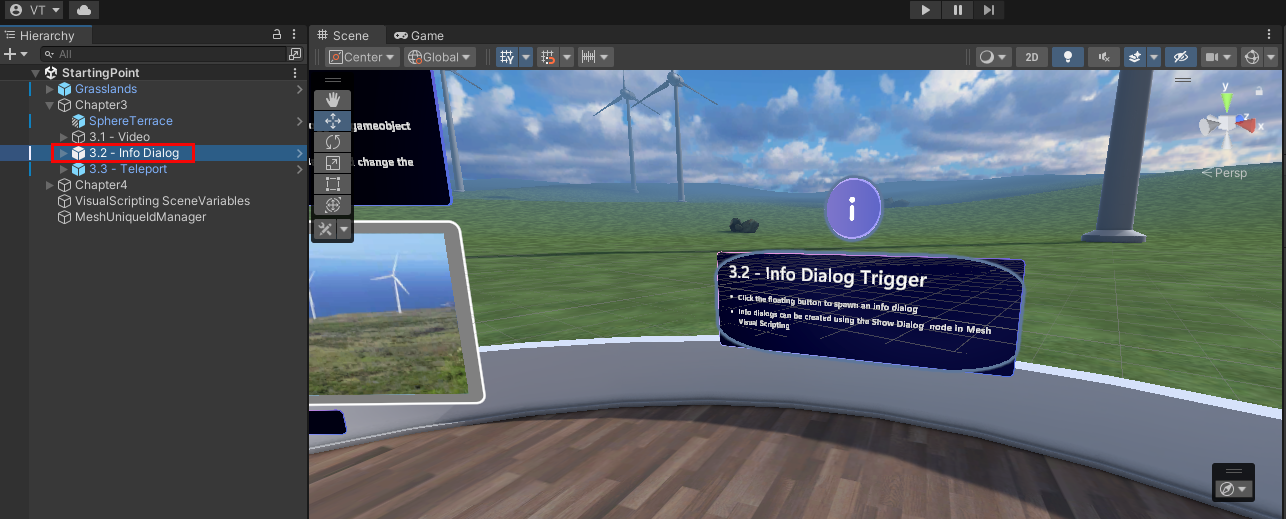 VT
Hierarchy
All
StartingPoint
Grasslands
Chapter3
SphereTerrace
3.1 - Video
3.2 - Info Dialog
3.3 - Teleport
Chapter4
VisualScripting SceneVariables
MeshUniqueIdManager
Scene
Game
Center
Global
2D
y
z
x
< Persp
gameobject
change the
i
3.2 - Info Dialog Trigger
• Click the floating button to spawn an info dialog
• Info dialogs can be created using the Show Dialog node in Mesh
Visual Scripting